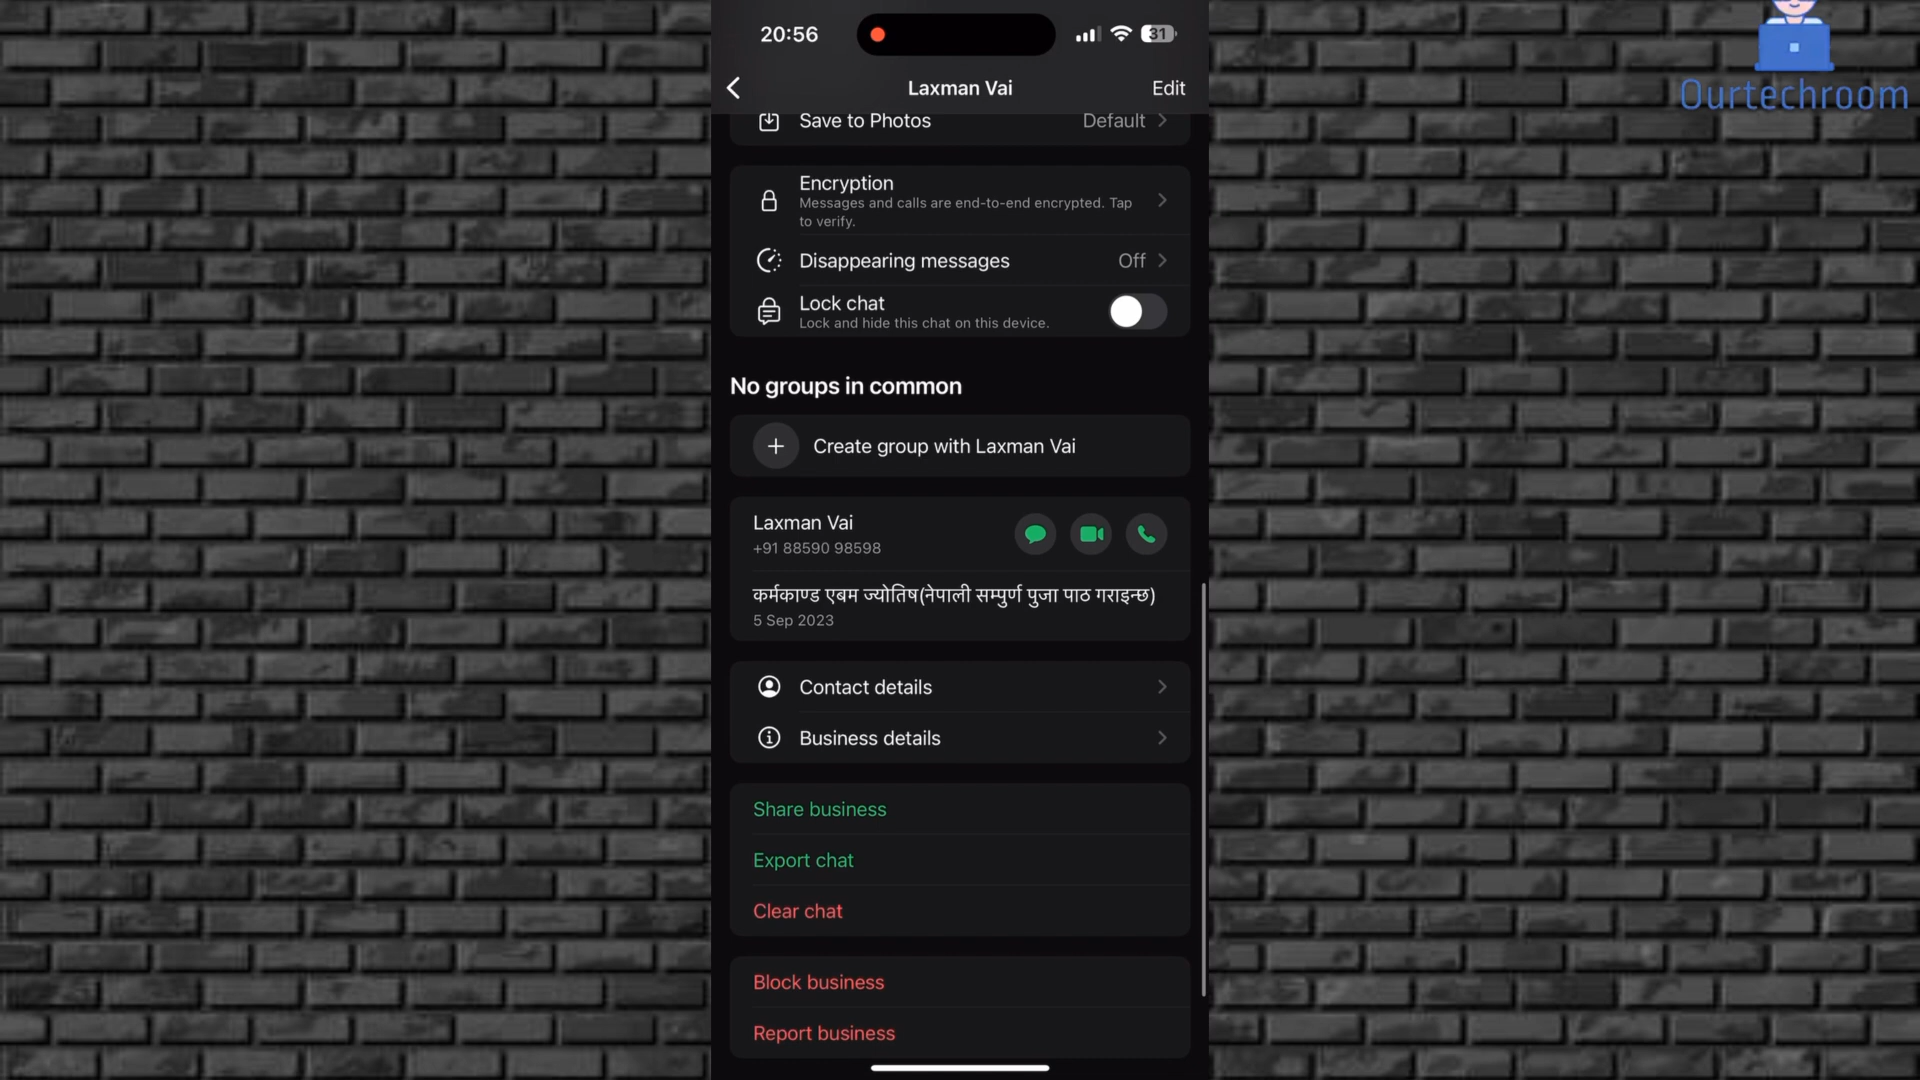 20:56
31
Ourtechroom
Laxman Vai
Edit
Save to Photos
Default
Encryption
Messages and calls are end-to-end encrypted. Tap
to verify.
Disappearing messages
Off
Lock chat
Lock and hide this chat on this device.
No groups in common
Create group with Laxman Vai
Laxman Vai
+91 88590 98598
कर्मकाण्ड एबम ज्योतिष(नेपाली सम्पुर्ण पुजा पाठ गराइन्छ)
5 Sep 2023
Contact details
Business details
Share business
Export chat
Clear chat
Block business
Report business